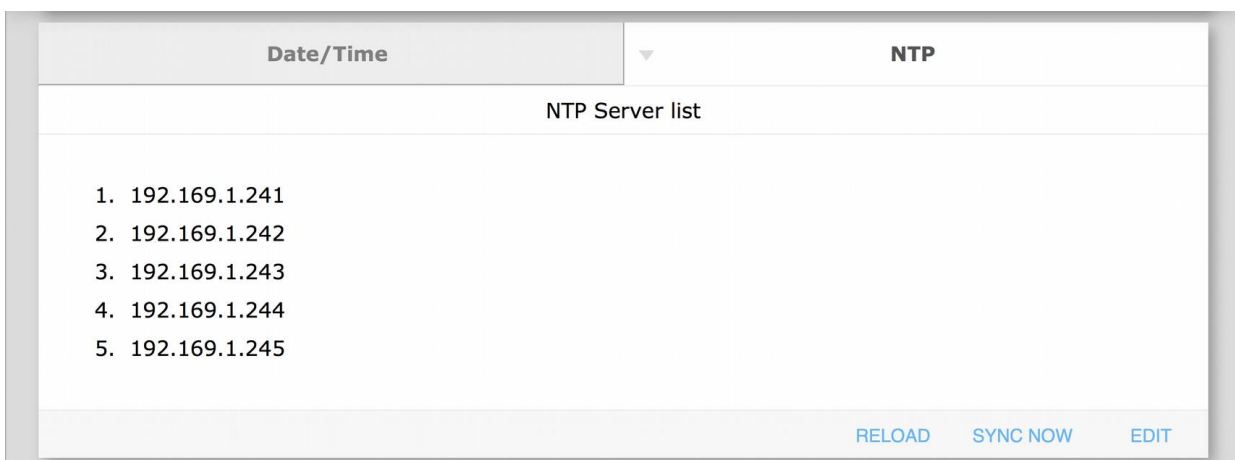 Date/Time NTP
NTP Server list
1. 192.169.1.241
2. 192.169.1.242
3. 192.169.1.243
4. 192.169.1.244
5. 192.169.1.245
RELOAD SYNC NOW EDIT